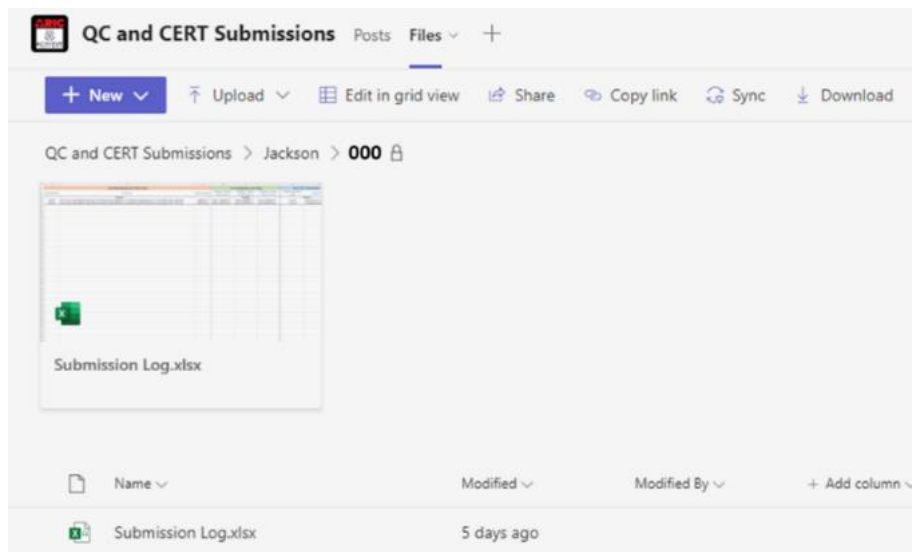 QC and CERT Submissions Posts Files
New Upload Edit in grid view Share Copy link Sync Download
QC and CERT Submissions > Jackson > 000
Submission Log.xlsx
Name Modified Modified By + Add column
Submission Log.xlsx 5 days ago